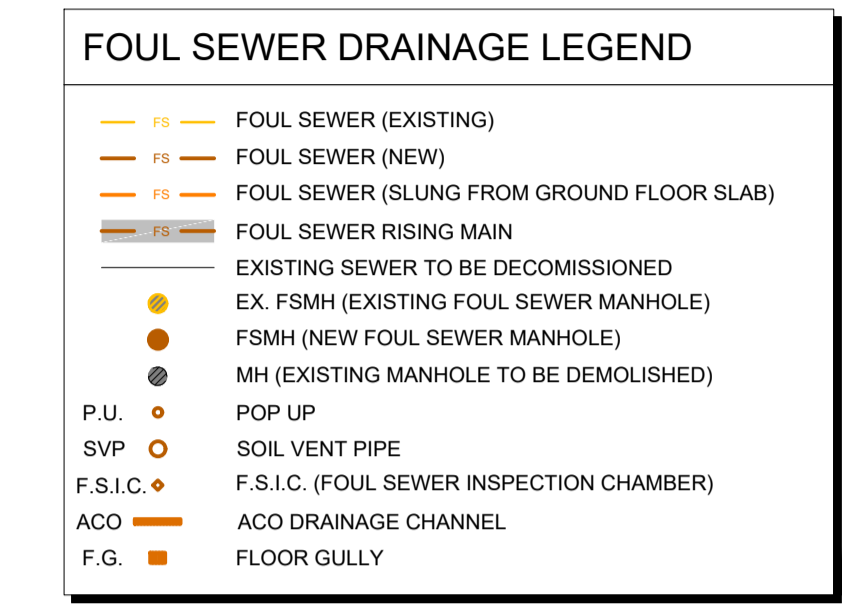 FOUL SEWER DRAINAGE LEGEND
FS FOUL SEWER (EXISTING)
FS FOUL SEWER (NEW)
FS FOUL SEWER (SLUNG FROM GROUND FLOOR SLAB)
FS FOUL SEWER RISING MAIN
EXISTING SEWER TO BE DECOMISSIONED
EX. FSMH (EXISTING FOUL SEWER MANHOLE)
FSMH (NEW FOUL SEWER MANHOLE)
MH (EXISTING MANHOLE TO BE DEMOLISHED)
P.U. POP UP
SVP SOIL VENT PIPE
F.S.I.C. F.S.I.C. (FOUL SEWER INSPECTION CHAMBER)
ACO ACO DRAINAGE CHANNEL
F.G. FLOOR GULLY